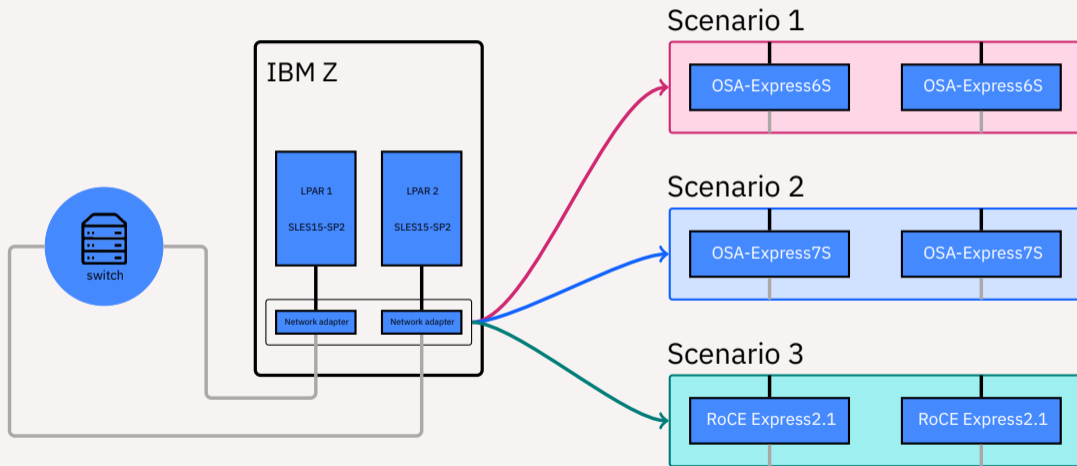 Scenario 1
IBM Z
OSA-Express6S
OSA-Express6S
LPAR 1
SLES15-SP2
LPAR 2
SLES15-SP2
Scenario 2
switch
OSA-Express7S
OSA-Express7S
Network adapter
Network adapter
Scenario 3
RoCE Express2.1
RoCE Express2.1